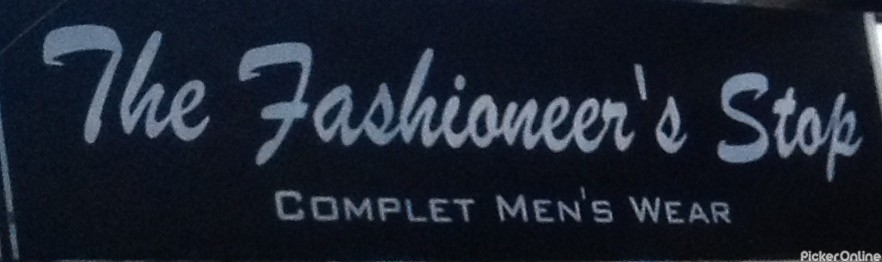 The Fashioneer's Stop
COMPLET MEN'S WEAR
PickerOnline